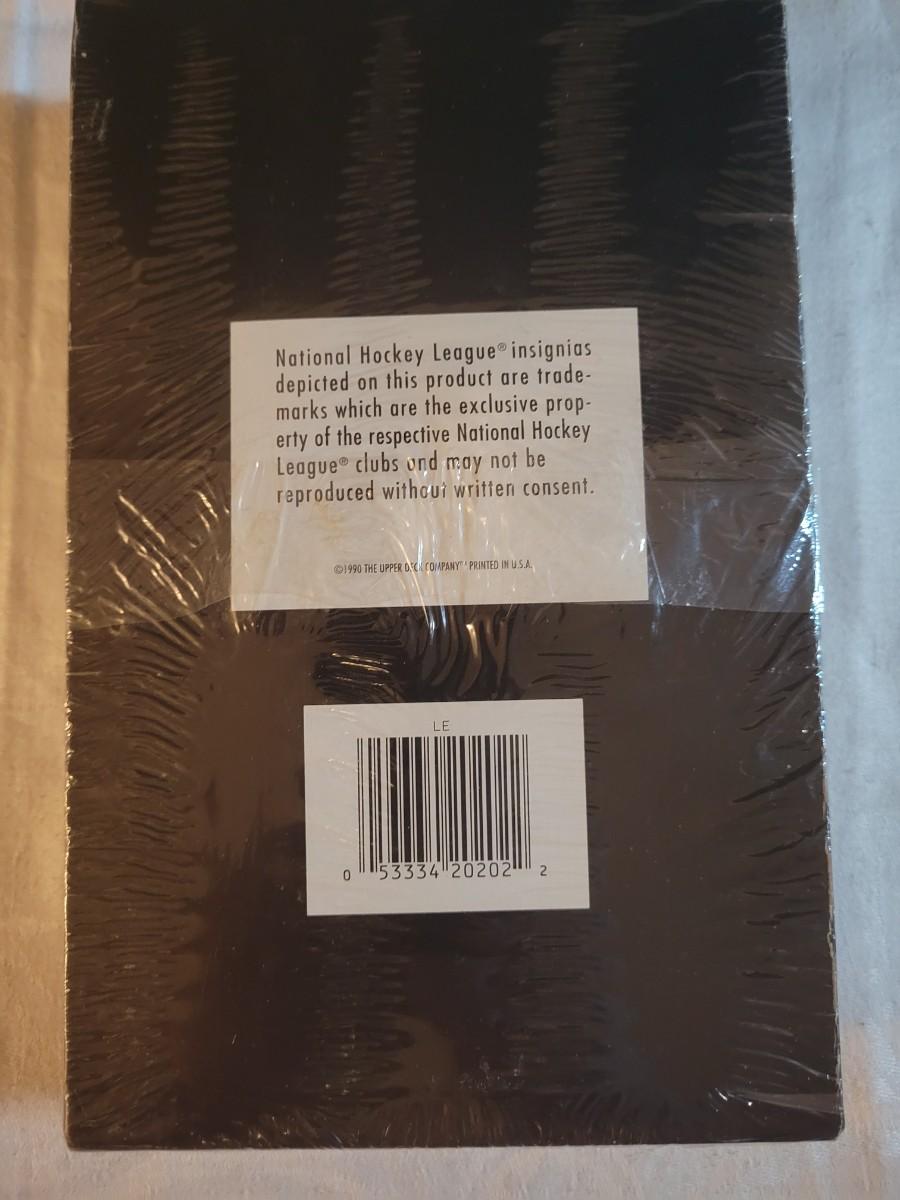 National Hockey League® insignias
depicted on this product are trade-
marks which are the exclusive prop-
erty of the respective National Hockey
League® clubs and may not be
reproduced without written consent.
©1990 THE UPPER DECK COMPANY™ PRINTED IN U.S.A.
LE
0 53334 20202 2